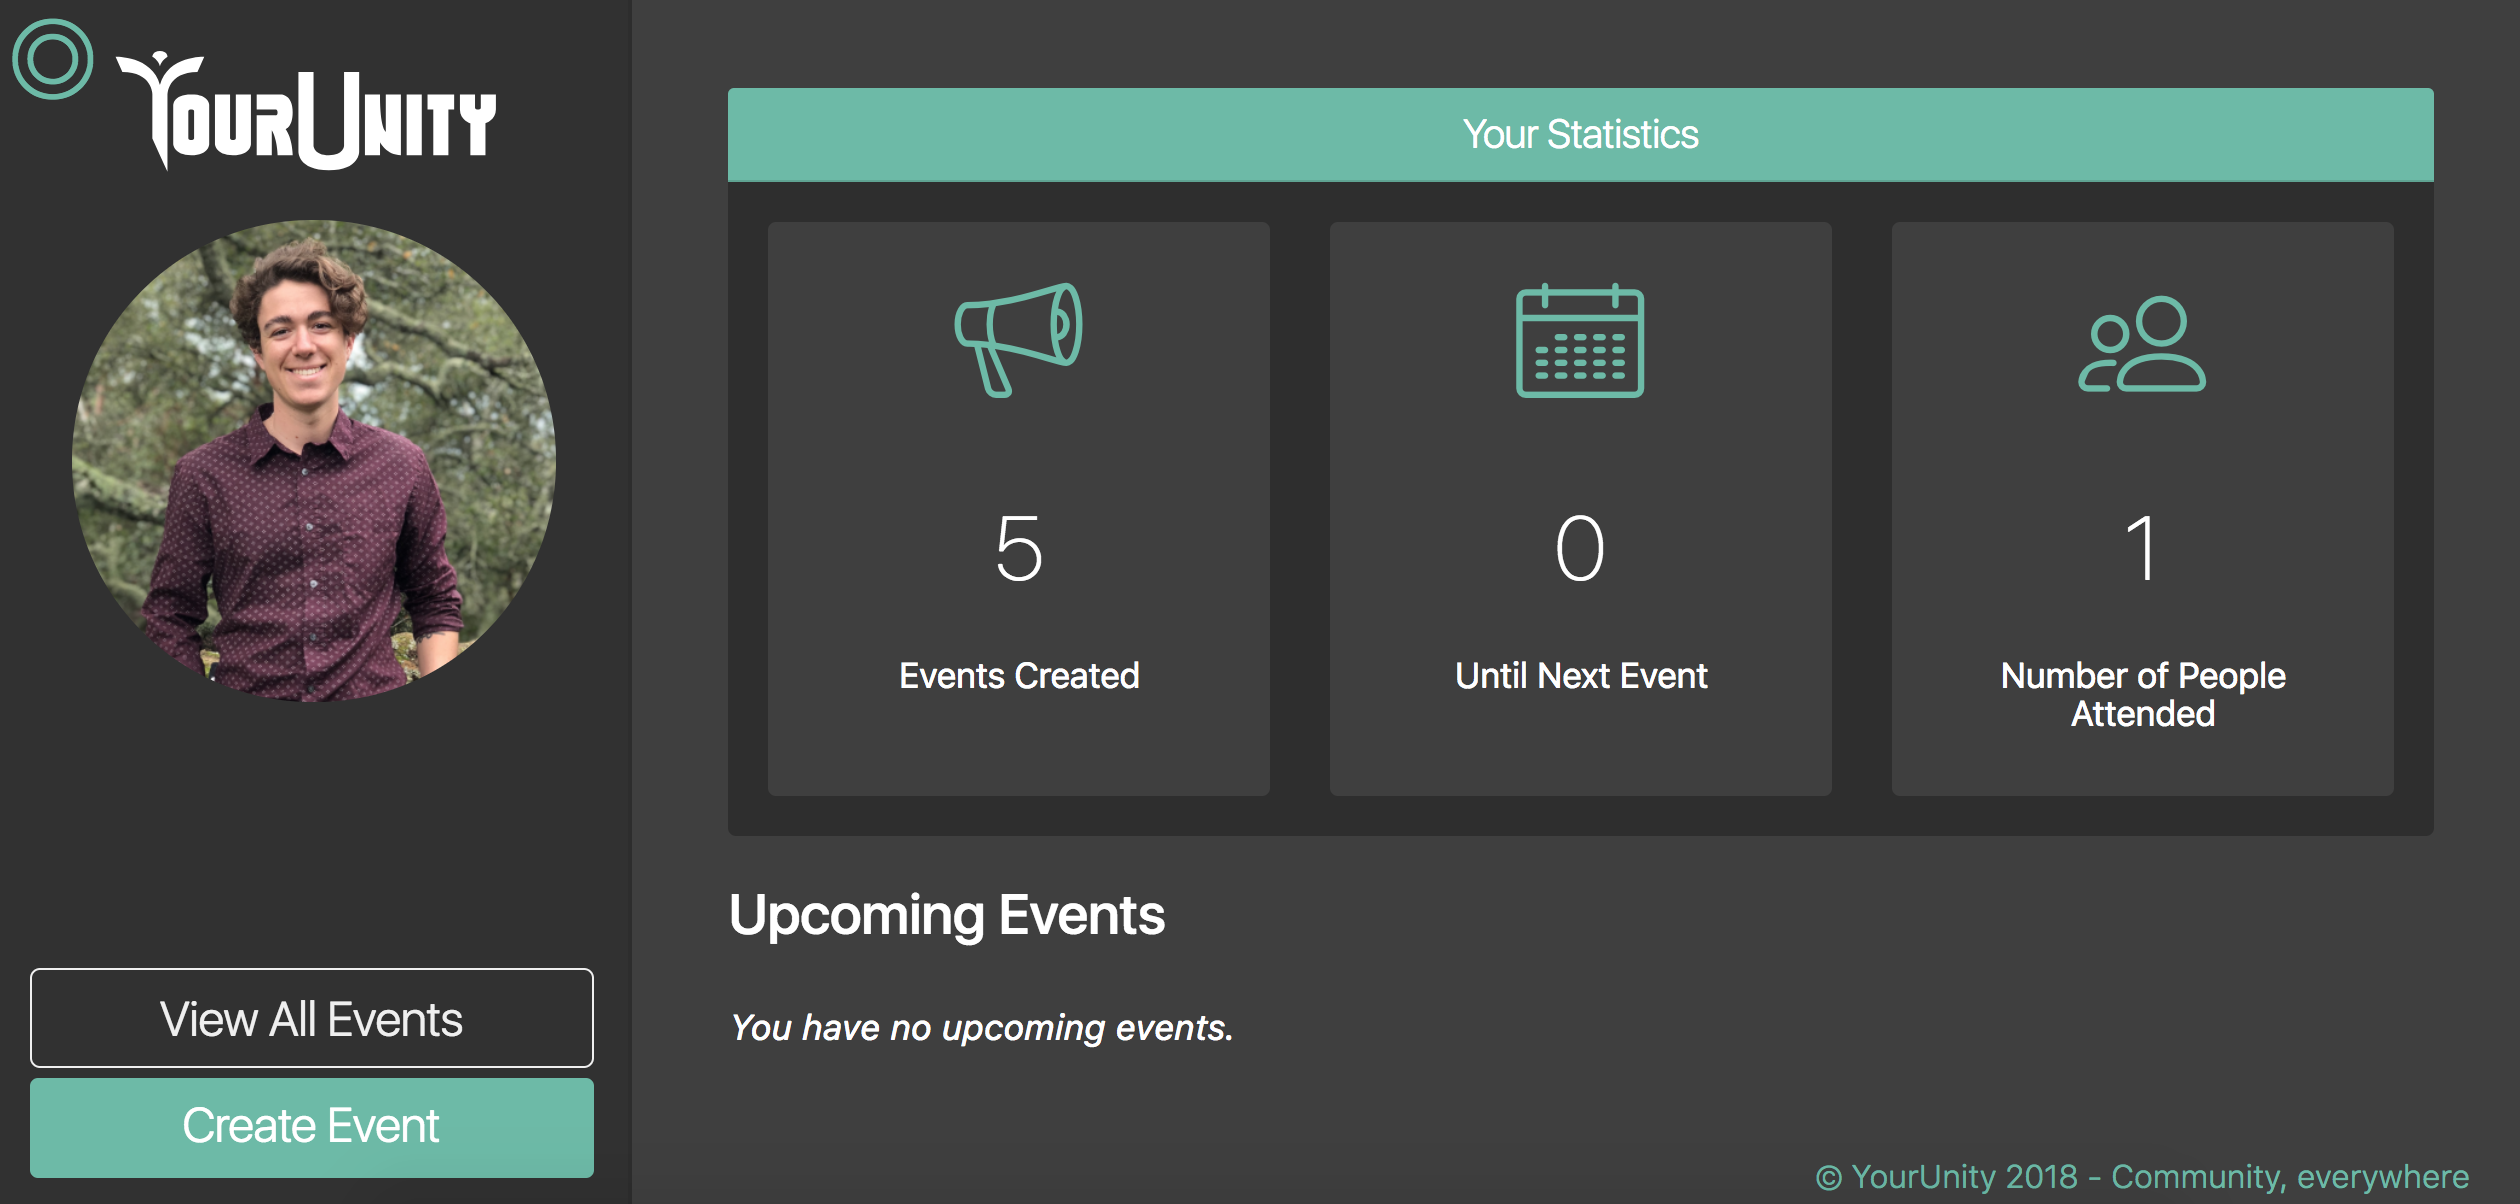 YourUnity
Your Statistics
5
0
1
Events Created
Until Next Event
Number of People
Attended
Upcoming Events
You have no upcoming events.
View All Events
Create Event
© YourUnity 2018 - Community, everywhere